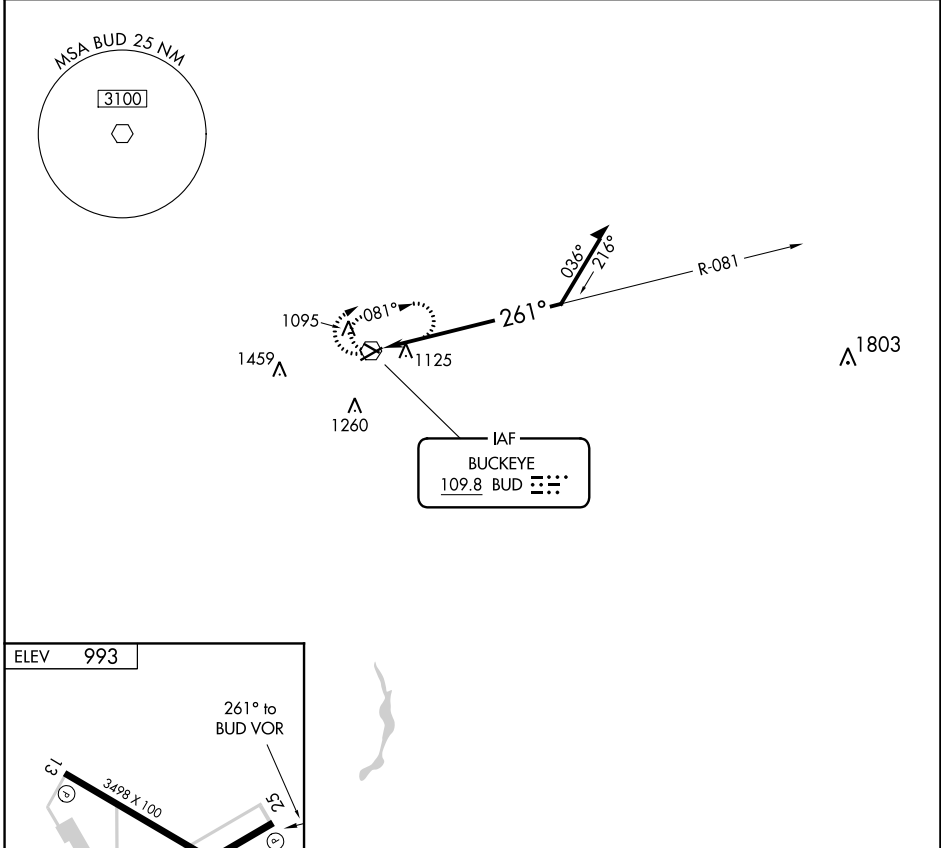 MSA BUD 25 NM
3100
036°
216°
R-081
261°
081°
1095
1125
1459
1803
1260
IAF
BUCKEYE
109.8 BUD
ELEV 993
261° to
BUD VOR
13
3498 X 100
25
P
P